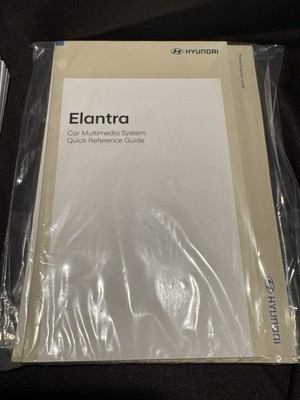 HYUNDAI
Elantra
Car Multimedia System
Quick Reference Guide
HYUNDAI